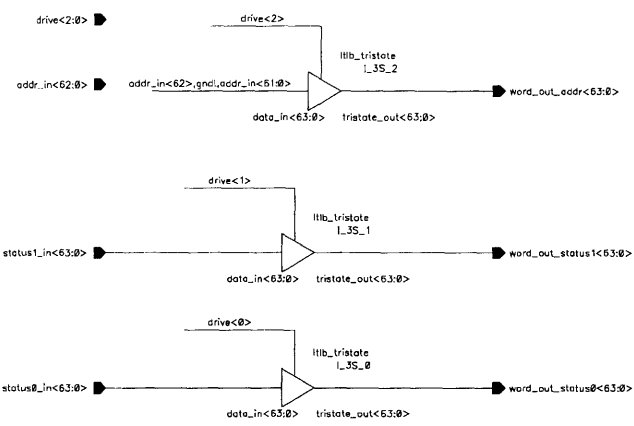 drive<2:0>
drive<2>
ltlb_tristate
I_3S_2
addr_in<62:0>
addr_in<62>,gndl,addr_in<61:0>
word_out_addr<63:0>
data_in<63:0>
tristate_out<63:0>
drive<1>
ltlb_tristate
I_3S_1
status1_in<63:0>
word_out_status1<63:0>
data_in<63:0>
tristate_out<63:0>
drive<0>
ltlb_tristate
I_3S_0
status0_in<63:0>
word_out_status0<63:0>
data_in<63:0>
tristate_out<63:0>